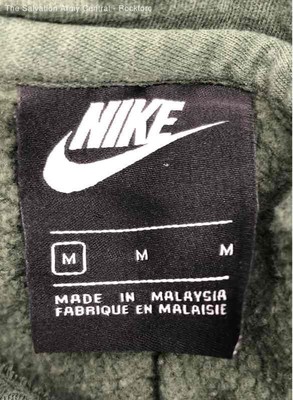 The Salvation Army Central - Rockford
NIKE
M M M
MADE IN MALAYSIA
FABRIQUE EN MALAISIE